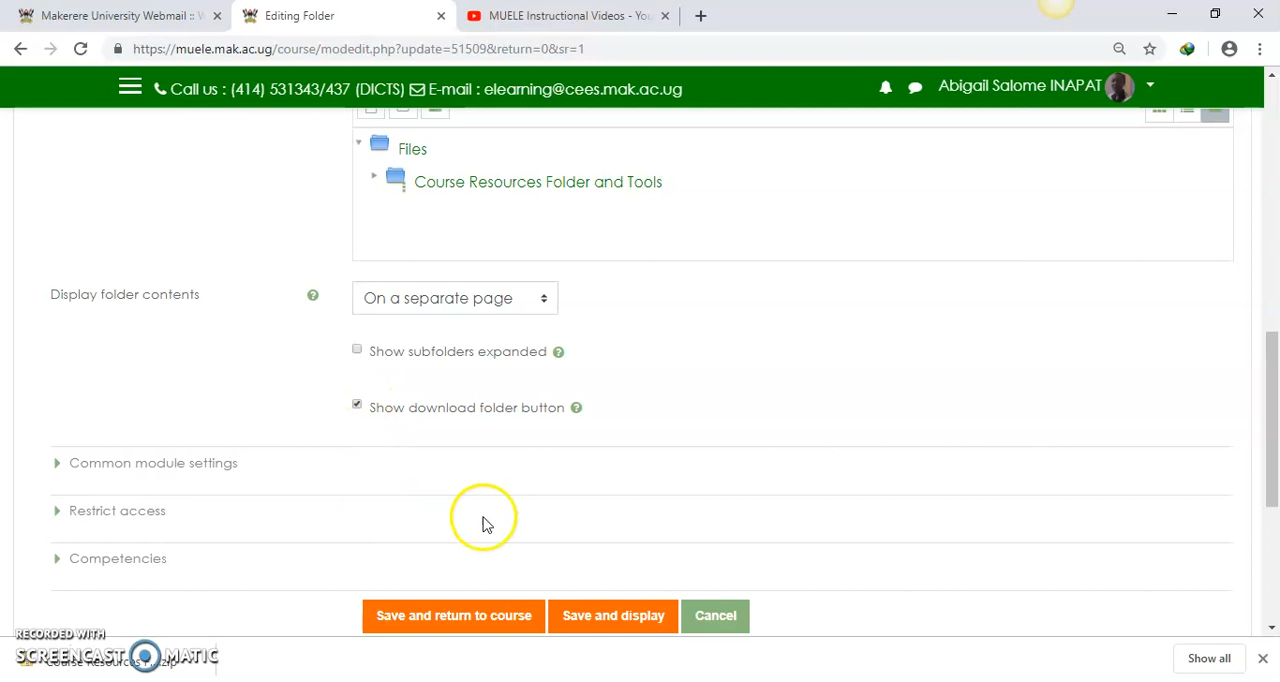 Makerere University Webmail :: W
Editing Folder
MUELE Instructional Videos - You
https://muele.mak.ac.ug/course/modedit.php?update=51509&return=0&sr=1
Call us : (414) 531343/437 (DICTS) E-mail : elearning@cees.mak.ac.ug
Abigail Salome INAPAT
Files
Course Resources Folder and Tools
Display folder contents
On a separate page
Show subfolders expanded
Show download folder button
Common module settings
Restrict access
Competencies
Save and return to course
Save and display
Cancel
RECORDED WITH
SCREENCAST MATIC
Show all